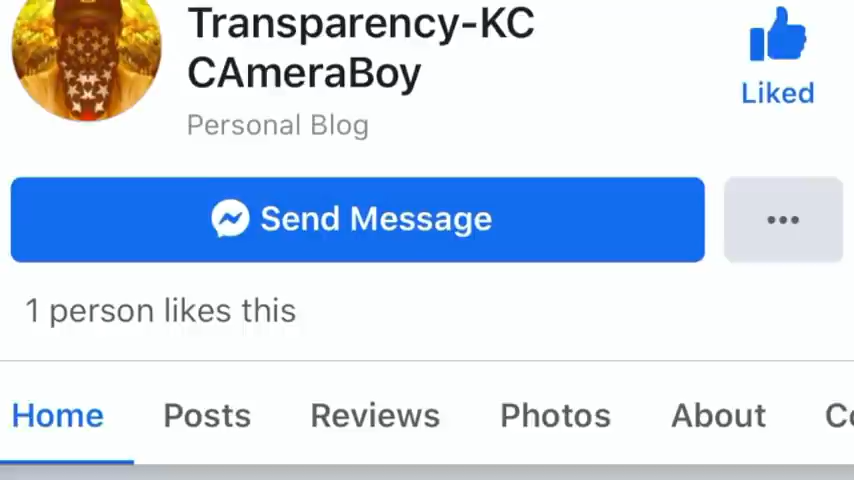 Transparency-KC
CAmeraBoy
Liked
Personal Blog
Send Message
1 person likes this
Home Posts Reviews Photos About